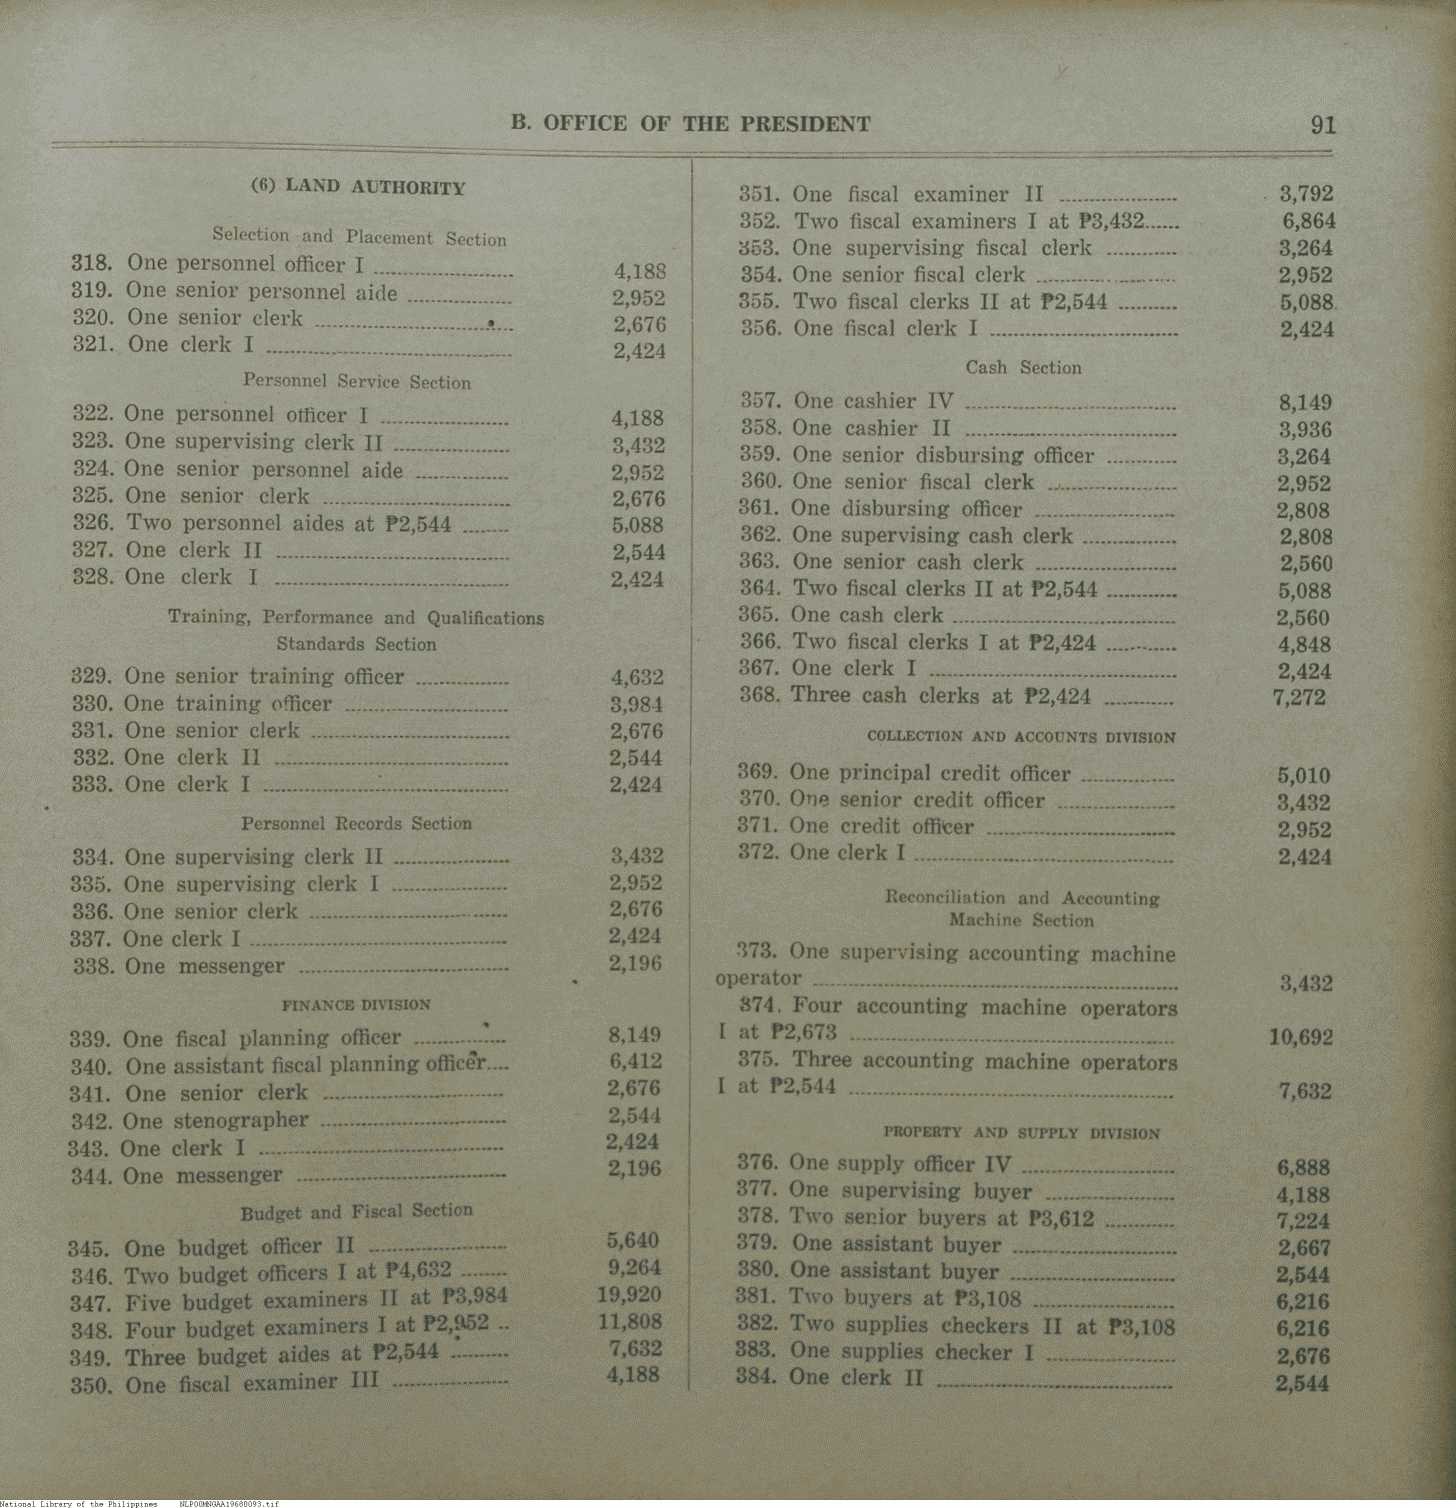 B. OFFICE OF THE PRESIDENT 91
(6) LAND AUTHORITY
Selection and Placement Section
318. One personnel officer I 4,188
319. One senior personnel aide 2,952
320. One senior clerk 2,676
321. One clerk I 2,424
Personnel Service Section
322. One personnel officer I 4,188
323. One supervising clerk II 3,432
324. One senior personnel aide 2,952
325. One senior clerk 2,676
326. Two personnel aides at ₱2,544 5,088
327. One clerk II 2,544
328. One clerk I 2,424
Training, Performance and Qualifications
Standards Section
329. One senior training officer 4,632
330. One training officer 3,984
331. One senior clerk 2,676
332. One clerk II 2,544
333. One clerk I 2,424
Personnel Records Section
334. One supervising clerk II 3,432
335. One supervising clerk I 2,952
336. One senior clerk 2,676
337. One clerk I 2,424
338. One messenger 2,196
FINANCE DIVISION
339. One fiscal planning officer 8,149
340. One assistant fiscal planning officer 6,412
341. One senior clerk 2,676
342. One stenographer 2,544
343. One clerk I 2,424
344. One messenger 2,196
Budget and Fiscal Section
345. One budget officer II 5,640
346. Two budget officers I at ₱4,632 9,264
347. Five budget examiners II at ₱3,984 19,920
348. Four budget examiners I at ₱2,952 11,808
349. Three budget aides at ₱2,544 7,632
350. One fiscal examiner III 4,188
351. One fiscal examiner II 3,792
352. Two fiscal examiners I at ₱3,432 6,864
353. One supervising fiscal clerk 3,264
354. One senior fiscal clerk 2,952
355. Two fiscal clerks II at ₱2,544 5,088
356. One fiscal clerk I 2,424
Cash Section
357. One cashier IV 8,149
358. One cashier II 3,936
359. One senior disbursing officer 3,264
360. One senior fiscal clerk 2,952
361. One disbursing officer 2,808
362. One supervising cash clerk 2,808
363. One senior cash clerk 2,560
364. Two fiscal clerks II at ₱2,544 5,088
365. One cash clerk 2,560
366. Two fiscal clerks I at ₱2,424 4,848
367. One clerk I 2,424
368. Three cash clerks at ₱2,424 7,272
COLLECTION AND ACCOUNTS DIVISION
369. One principal credit officer 5,010
370. One senior credit officer 3,432
371. One credit officer 2,952
372. One clerk I 2,424
Reconciliation and Accounting
Machine Section
373. One supervising accounting machine
operator 3,432
374. Four accounting machine operators
I at ₱2,673 10,692
375. Three accounting machine operators
I at ₱2,544 7,632
PROPERTY AND SUPPLY DIVISION
376. One supply officer IV 6,888
377. One supervising buyer 4,188
378. Two senior buyers at ₱3,612 7,224
379. One assistant buyer 2,667
380. One assistant buyer 2,544
381. Two buyers at ₱3,108 6,216
382. Two supplies checkers II at ₱3,108 6,216
383. One supplies checker I 2,676
384. One clerk II 2,544
National Library of the Philippines NLP00MNGAA19680093.tif